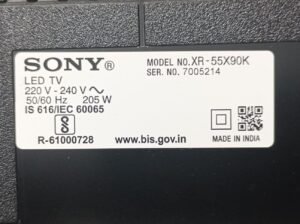 SONY®
MODEL NO. XR-55X90K
SER. NO. 7005214
LED TV
220 V - 240 V ~
50/60 Hz 205 W
IS 616/IEC 60065
R-61000728
www.bis.gov.in
MADE IN INDIA